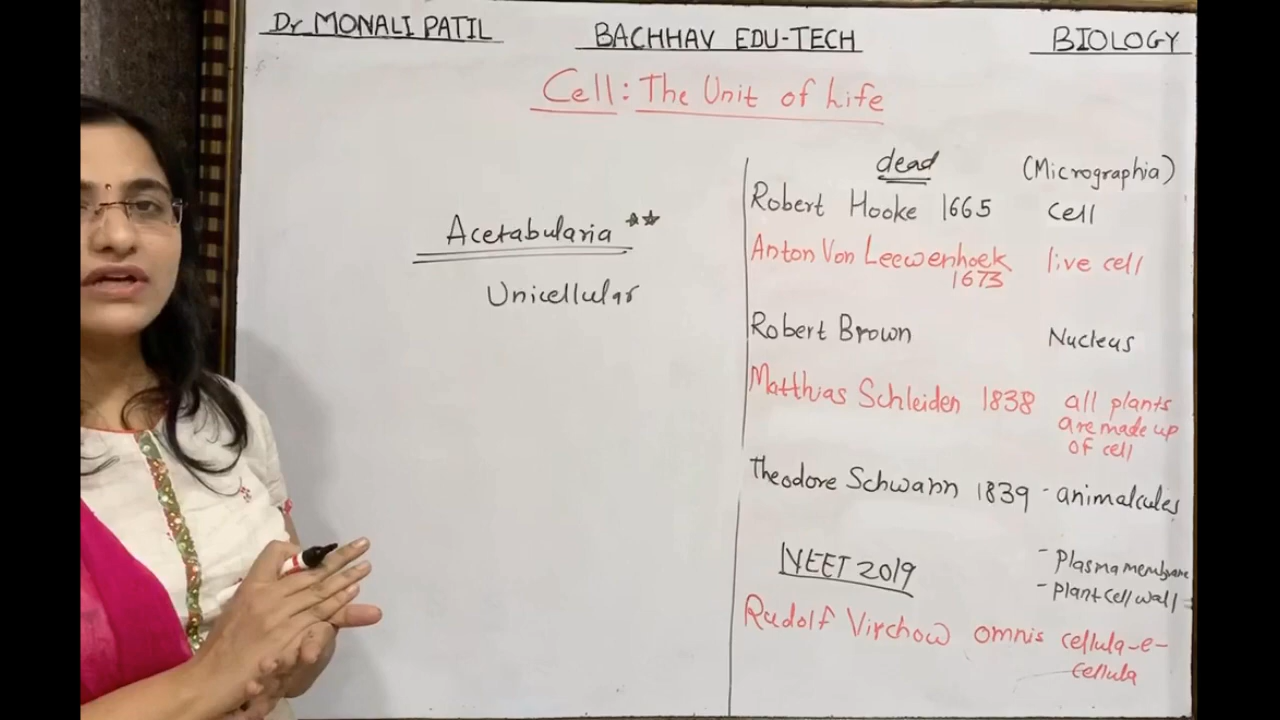 Dr MONALI PATIL
BACHHAV EDU-TECH
BIOLOGY
Cell: The Unit of Life
Acetabularia
Unicellular
dead (Micrographia)
Robert Hooke 1665 Cell
Anton Von Leewenhoek live cell
1673
Robert Brown Nucleus
Matthias Schleiden 1838 all plants
are made up
of cell
Theodore Schwann 1839 - animalcules
- Plasma membrane
NEET 2019
- Plant cell wall =
Rudolf Virchow omnis cellula-e-
cellula